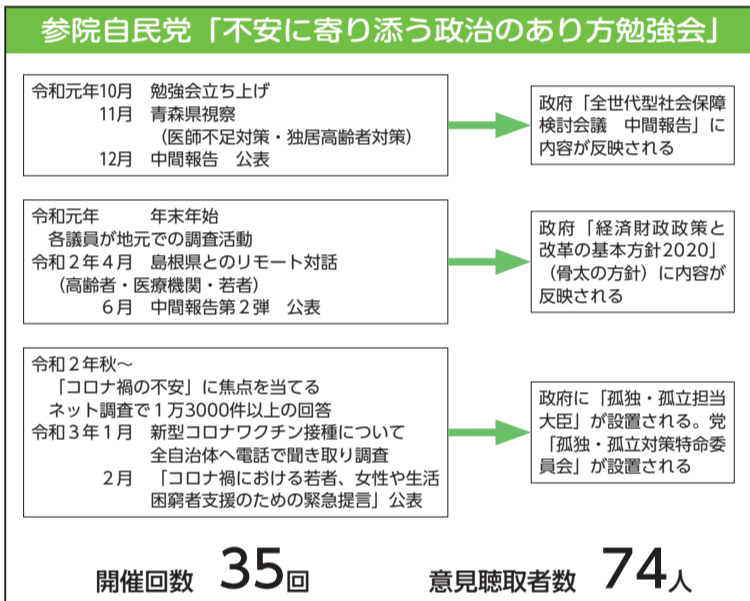 参院自民党「不安に寄り添う政治のあり方勉強会」
令和元年10月　勉強会立ち上げ
11月　青森県視察
（医師不足対策・独居高齢者対策）
12月　中間報告　公表
政府「全世代型社会保障
検討会議　中間報告」に
内容が反映される
令和元年　　　年末年始
各議員が地元での調査活動
令和２年４月　島根県とのリモート対話
（高齢者・医療機関・若者）
６月　中間報告第２弾　公表
政府「経済財政政策と
改革の基本方針2020」
（骨太の方針）に内容が
反映される
令和２年秋～
「コロナ禍の不安」に焦点を当てる
ネット調査で１万3000件以上の回答
令和３年１月　新型コロナワクチン接種について
全自治体へ電話で聞き取り調査
２月　「コロナ禍における若者、女性や生活
困窮者支援のための緊急提言」公表
政府に「孤独・孤立担当
大臣」が設置される。党
「孤独・孤立対策特命委
員会」が設置される
開催回数　35回　　意見聴取者数　74人